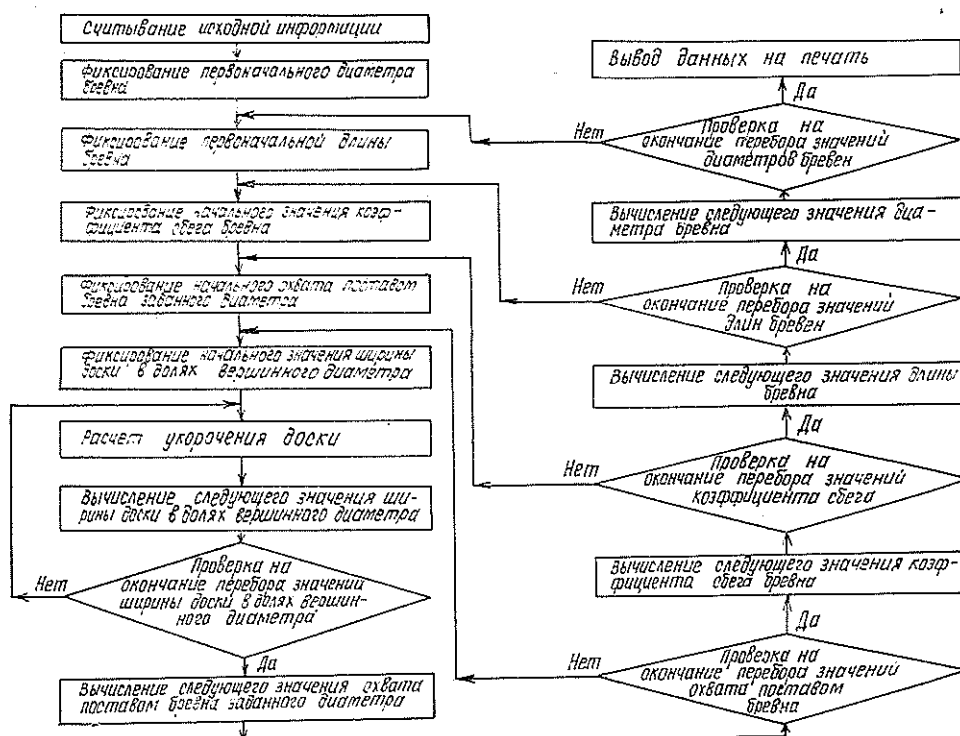 Считывание исходной информации
Фиксирование первоначального диаметра
бревна
Фиксирование первоначальной длины
бревна
Фиксирование начального значения коэф-
фициента сбега бревна
Фиксирование начального охвата поставом
бревна заданного диаметра
Фиксирование начального значения ширины
доски в долях вершинного диаметра
Расчет укорочения доски
Вычисление следующего значения ши-
рины доски в долях вершинного диаметра
Проверка на
окончание перебора значений
ширины доски в долях вершин-
ного диаметра
Нет
Да
Вычисление следующего значения охвата
поставом бревна заданного диаметра
Вывод данных на печать
Да
Нет
Проверка на
окончание перебора значений
диаметров бревен
Вычисление следующего значения диа-
метра бревна
Да
Нет
Проверка на
окончание перебора значений
длин бревен
Вычисление следующего значения длины
бревна
Да
Нет
Проверка на
окончание перебора значений
коэффициента сбега
Вычисление следующего значения коэф-
фициента сбега бревна
Да
Нет
Проверка на
окончание перебора значений
охвата поставом
бревна